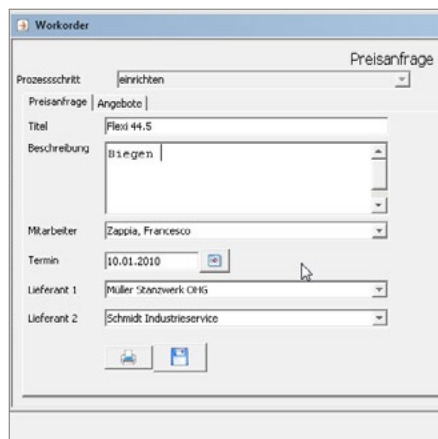 Workorder
Preisanfrage
Prozessschritt einrichten
Preisanfrage Angebote
Titel Flexi 44.5
Beschreibung Biegen
Mitarbeiter Zappia, Francesco
Termin 10.01.2010
Lieferant 1 Müller Stanzwerk OHG
Lieferant 2 Schmidt Industrieservice